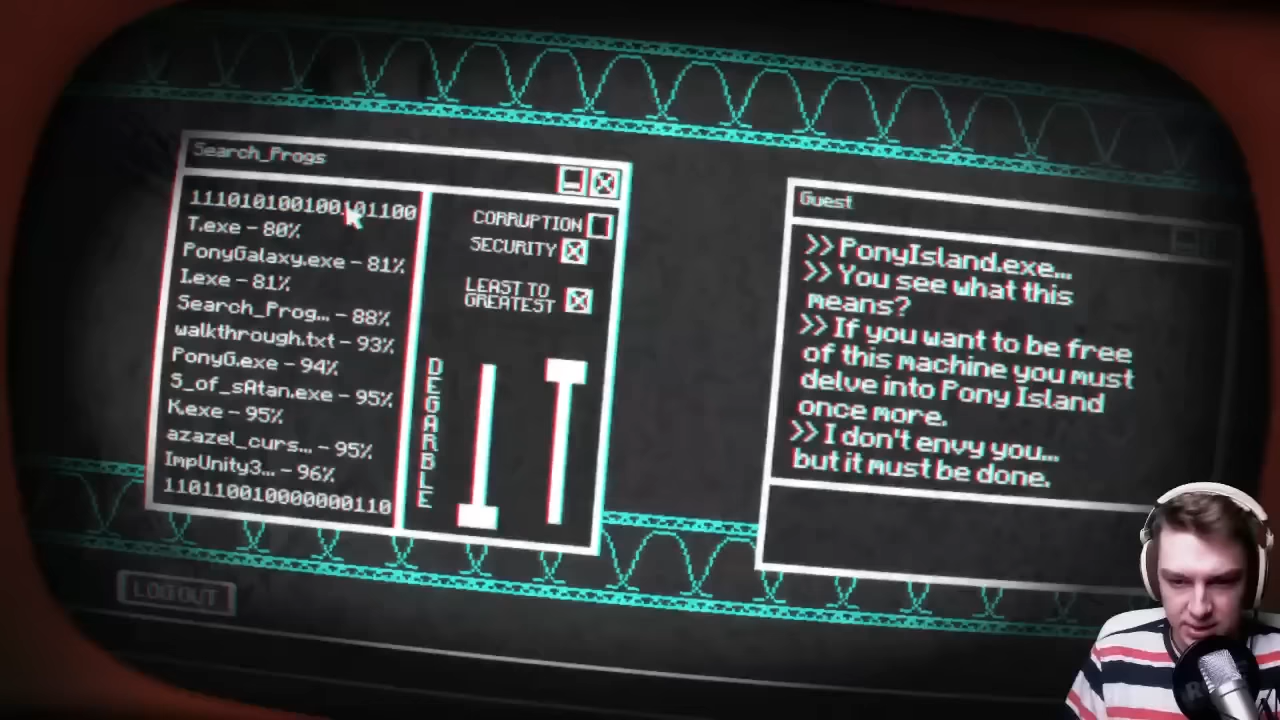 Search_Progs
111010100100101100
T.exe - 80%
PonyGalaxy.exe - 81%
I.exe - 81%
Search_Prog... - 88%
walkthrough.txt - 93%
PonyG.exe - 94%
S_of_sAtan.exe - 95%
K.exe - 95%
azazel_curs... - 95%
ImpUnity3... - 96%
1101100100000000110
CORRUPTION
SECURITY
LEAST TO
GREATEST
DEGARBLE
LOGOUT
Guest
>> PonyIsland.exe...
>> You see what this
means?
>> If you want to be free
of this machine you must
delve into Pony Island
once more.
>> I don't envy you...
but it must be done.